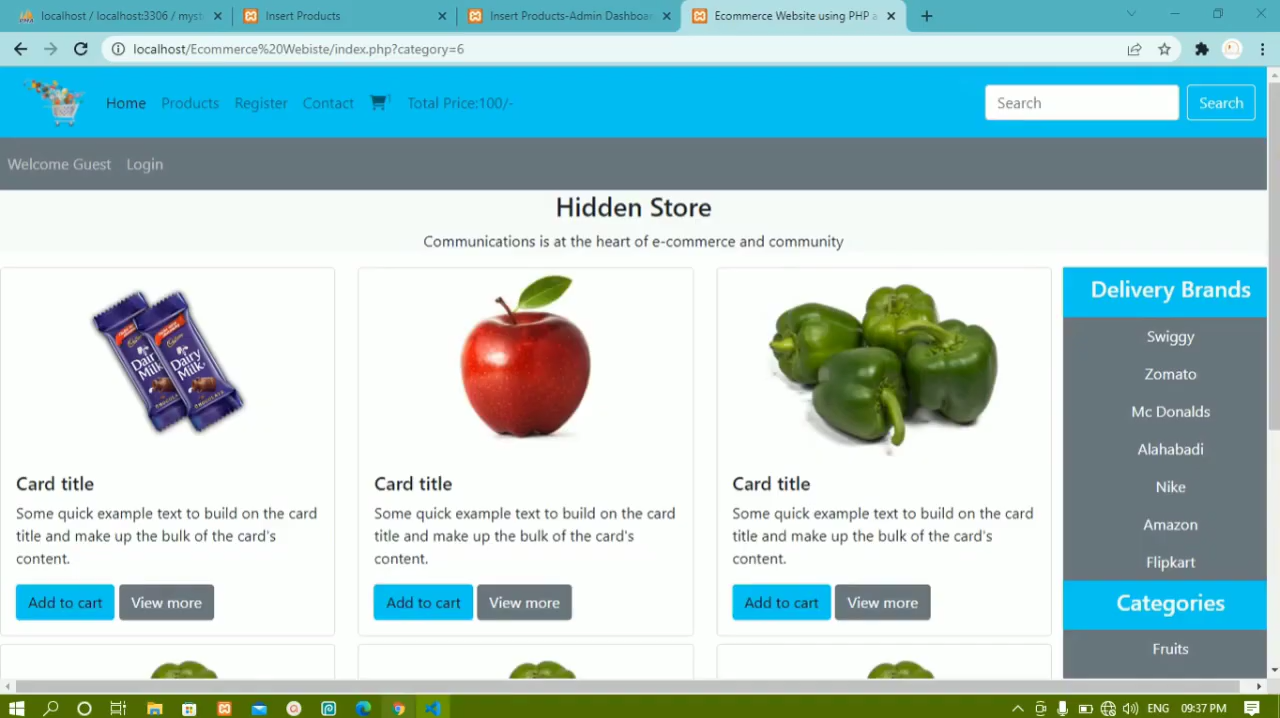 localhost / localhost:3306 / myst
Insert Products
Insert Products-Admin Dashboar
Ecommerce Website using PHP a
localhost/Ecommerce%20Webiste/index.php?category=6
Home Products Register Contact 1 Total Price:100/-
Search Search
Welcome Guest Login
Hidden Store
Communications is at the heart of e-commerce and community
Dairy Milk
Dairy Milk
Card title
Some quick example text to build on the card
title and make up the bulk of the card's
content.
Add to cart View more
Card title
Some quick example text to build on the card
title and make up the bulk of the card's
content.
Add to cart View more
Card title
Some quick example text to build on the card
title and make up the bulk of the card's
content.
Add to cart View more
Delivery Brands
Swiggy
Zomato
Mc Donalds
Alahabadi
Nike
Amazon
Flipkart
Categories
Fruits
ENG 09:37 PM